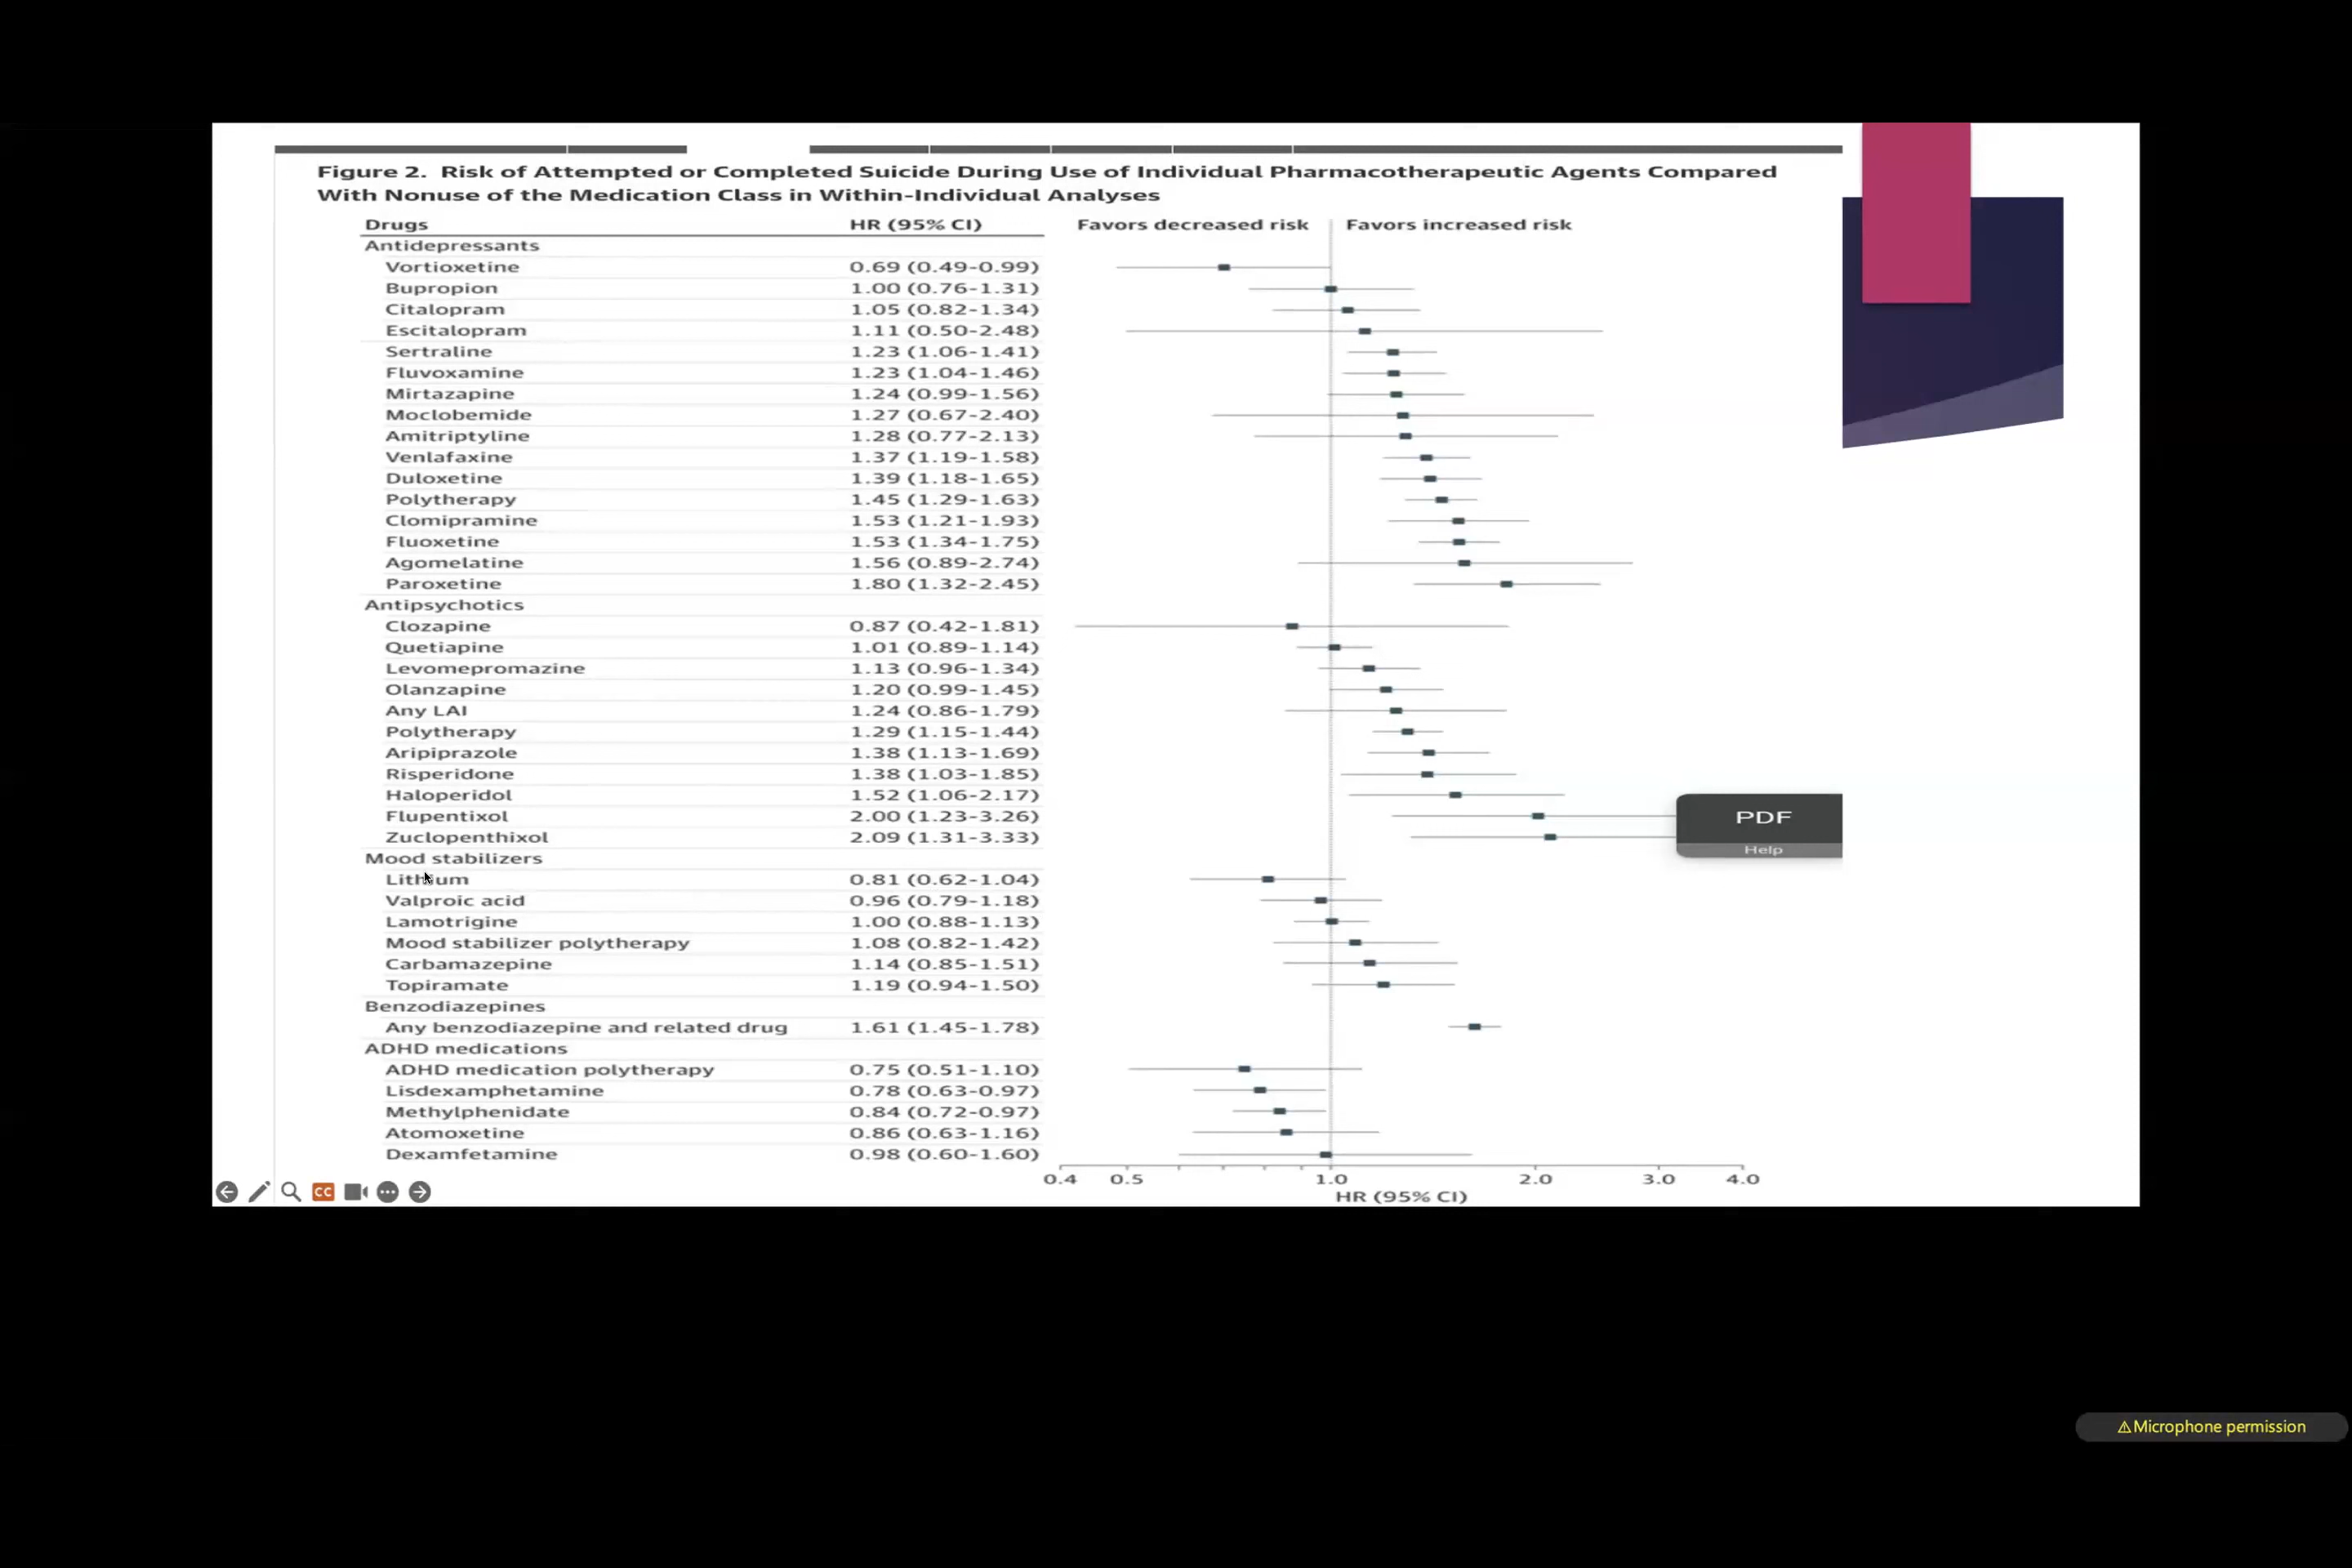 Figure 2. Risk of Attempted or Completed Suicide During Use of Individual Pharmacotherapeutic Agents Compared
With Nonuse of the Medication Class in Within-Individual Analyses
Drugs HR (95% CI) Favors decreased risk Favors increased risk
Antidepressants
Vortioxetine 0.69 (0.49-0.99)
Bupropion 1.00 (0.76-1.31)
Citalopram 1.05 (0.82-1.34)
Escitalopram 1.11 (0.50-2.48)
Sertraline 1.23 (1.06-1.41)
Fluvoxamine 1.23 (1.04-1.46)
Mirtazapine 1.24 (0.99-1.56)
Moclobemide 1.27 (0.67-2.40)
Amitriptyline 1.28 (0.77-2.13)
Venlafaxine 1.37 (1.19-1.58)
Duloxetine 1.39 (1.18-1.65)
Polytherapy 1.45 (1.29-1.63)
Clomipramine 1.53 (1.21-1.93)
Fluoxetine 1.53 (1.34-1.75)
Agomelatine 1.56 (0.89-2.74)
Paroxetine 1.80 (1.32-2.45)
Antipsychotics
Clozapine 0.87 (0.42-1.81)
Quetiapine 1.01 (0.89-1.14)
Levomepromazine 1.13 (0.96-1.34)
Olanzapine 1.20 (0.99-1.45)
Any LAI 1.24 (0.86-1.79)
Polytherapy 1.29 (1.15-1.44)
Aripiprazole 1.38 (1.13-1.69)
Risperidone 1.38 (1.03-1.85)
Haloperidol 1.52 (1.06-2.17)
Flupentixol 2.00 (1.23-3.26)
PDF
Zuclopenthixol 2.09 (1.31-3.33)
Help
Mood stabilizers
Lithium 0.81 (0.62-1.04)
Valproic acid 0.96 (0.79-1.18)
Lamotrigine 1.00 (0.88-1.13)
Mood stabilizer polytherapy 1.08 (0.82-1.42)
Carbamazepine 1.14 (0.85-1.51)
Topiramate 1.19 (0.94-1.50)
Benzodiazepines
Any benzodiazepine and related drug 1.61 (1.45-1.78)
ADHD medications
ADHD medication polytherapy 0.75 (0.51-1.10)
Lisdexamphetamine 0.78 (0.63-0.97)
Methylphenidate 0.84 (0.72-0.97)
Atomoxetine 0.86 (0.63-1.16)
Dexamfetamine 0.98 (0.60-1.60)
0.4 0.5 1.0 2.0 3.0 4.0
HR (95% CI)
CC
⚠Microphone permission